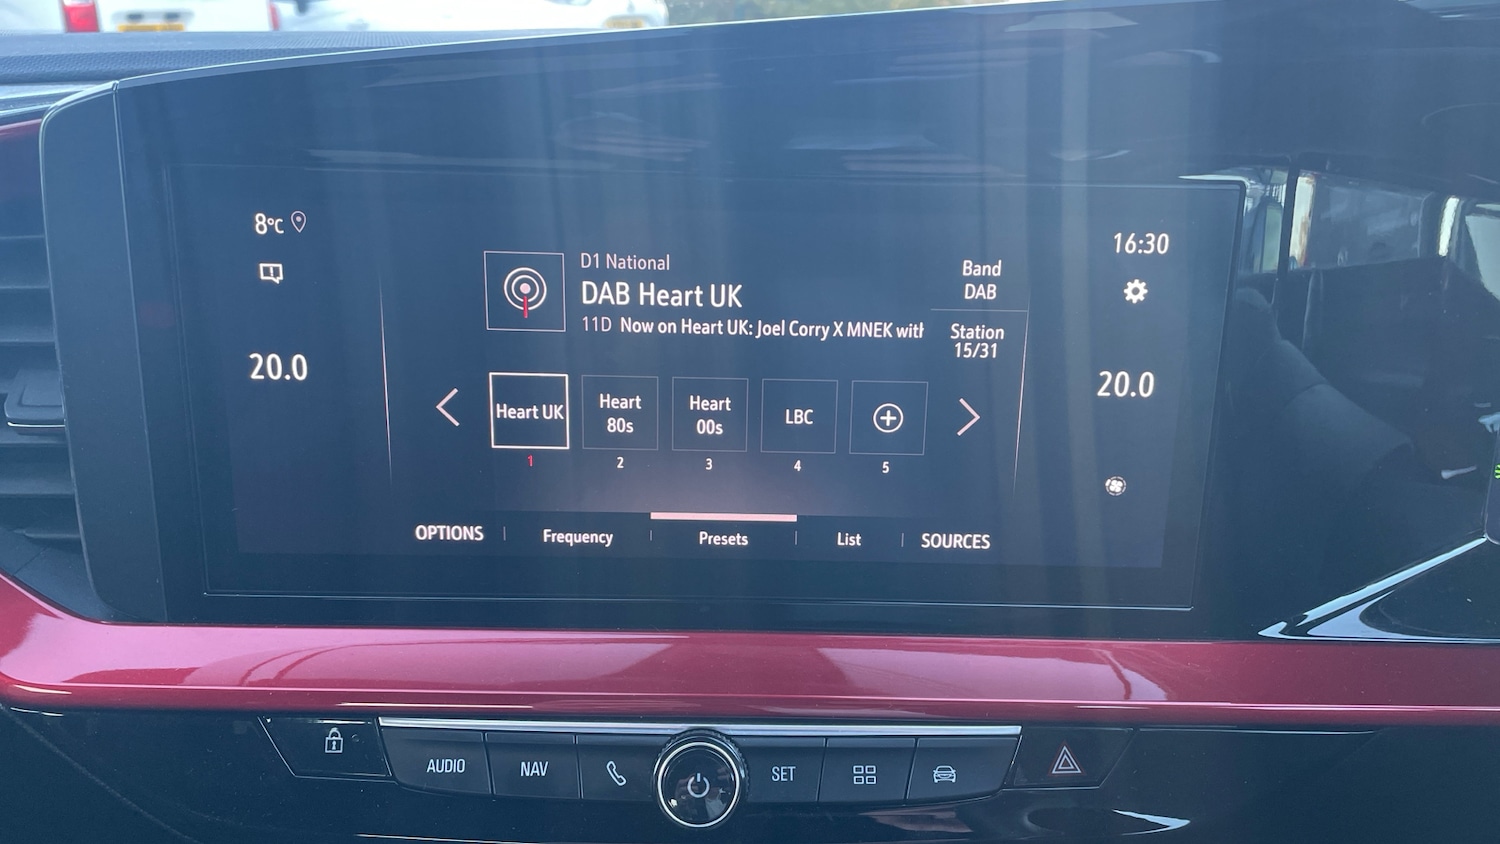 8°C
20.0
D1 National
DAB Heart UK
11D Now on Heart UK: Joel Corry X MNEK with
Band
DAB
Station
15/31
16:30
20.0
Heart UK
Heart
80s
Heart
00s
LBC
1
2
3
4
5
OPTIONS
Frequency
Presets
List
SOURCES
AUDIO
NAV
SET